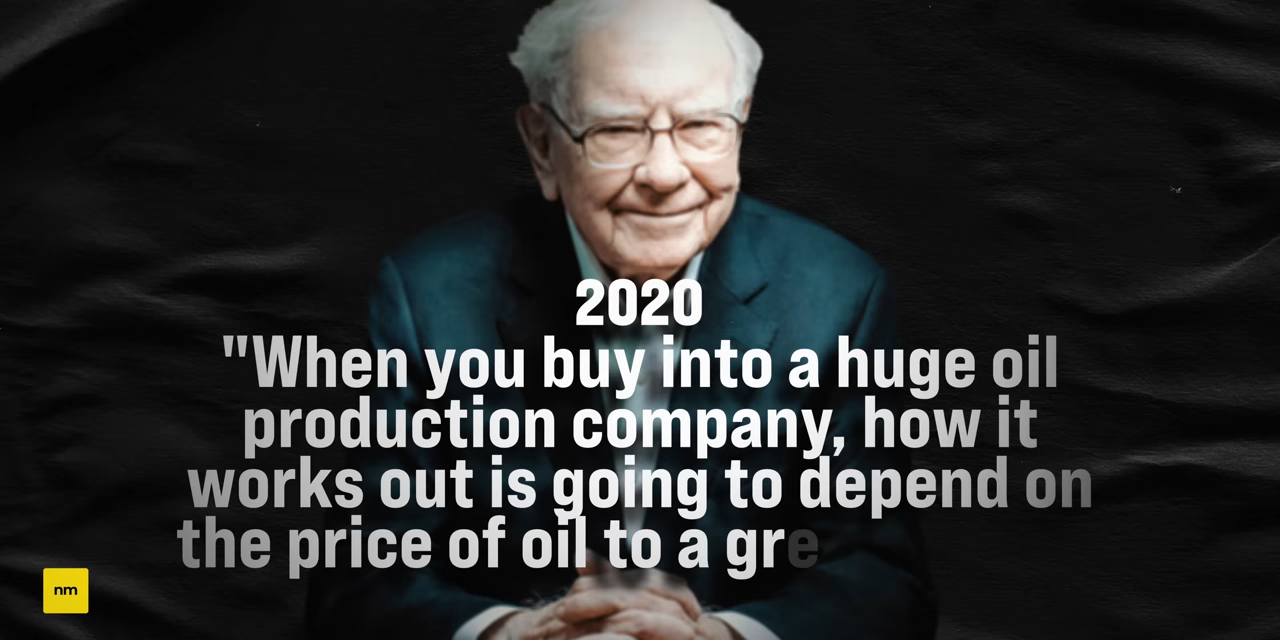 2020
"When you buy into a huge oil
production company, how it
works out is going to depend on
the price of oil to a gre
nm